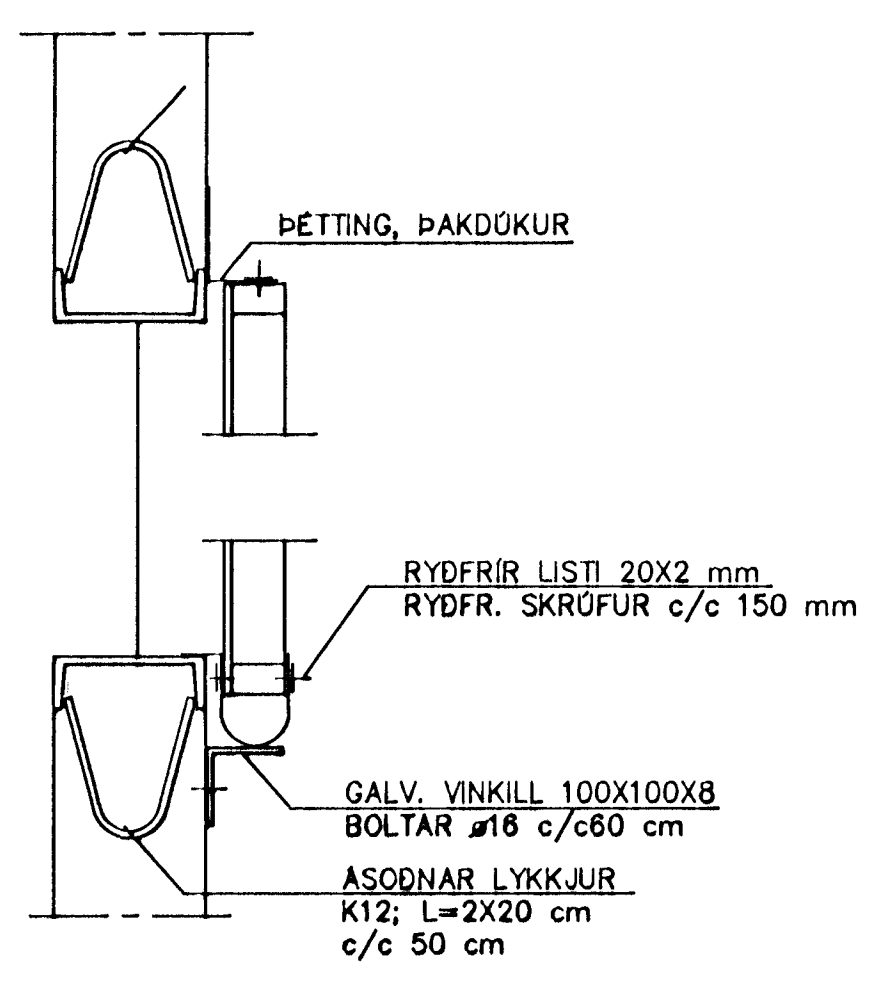 ÞÉTTING, ÞAKDÚKUR
RYÐFRÍR LISTI 20X2 mm
RYÐFR. SKRÚFUR c/c 150 mm
GALV. VINKILL 100X100X8
BOLTAR ø16 c/c60 cm
ÁSOÐNAR LYKKJUR
K12; L=2X20 cm
c/c 50 cm